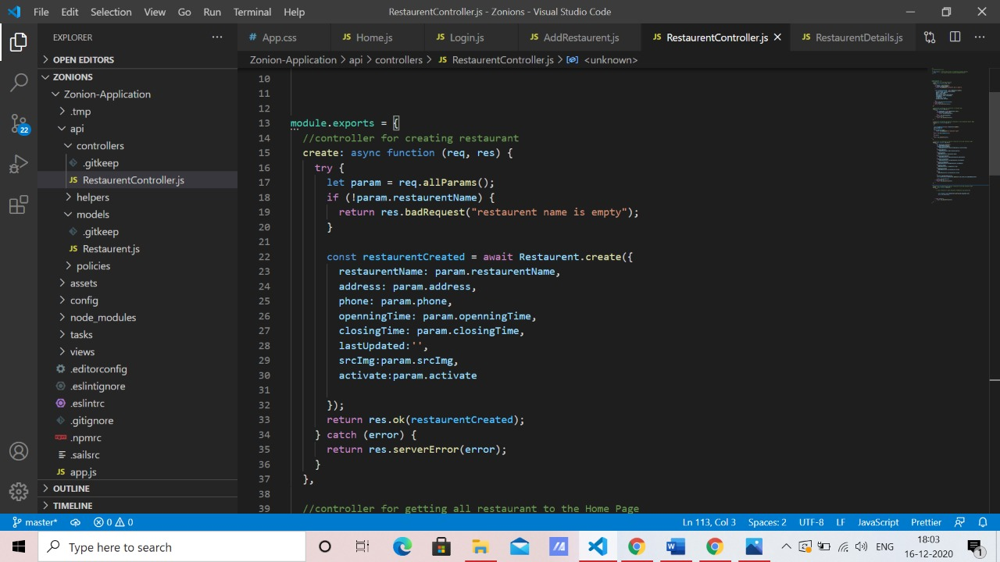 File Edit Selection View Go Run Terminal Help RestaurentController.js - Zonions - Visual Studio Code
EXPLORER ...
# App.css JS Home.js JS Login.js JS AddRestaurent.js JS RestaurentController.js JS RestaurentDetails.js ...
OPEN EDITORS
Zonion-Application > api > controllers > JS RestaurentController.js > <unknown>
ZONIONS
Zonion-Application
.tmp
api
controllers
.gitkeep
JS RestaurentController.js
helpers
models
.gitkeep
JS Restaurent.js
policies
assets
config
node_modules
tasks
views
.editorconfig
.eslintignore
.eslintrc
.gitignore
.npmrc
.sailsrc
JS app.js
OUTLINE
TIMELINE
22
10
11
12
13 module.exports = {
14 //controller for creating restaurant
15 create: async function (req, res) {
16 try {
17 let param = req.allParams();
18 if (!param.restaurentName) {
19 return res.badRequest("restaurent name is empty");
20 }
21
22 const restaurentCreated = await Restaurent.create({
23 restaurentName: param.restaurentName,
24 address: param.address,
25 phone: param.phone,
26 openningTime: param.openningTime,
27 closingTime: param.closingTime,
28 lastUpdated:'',
29 srcImg:param.srcImg,
30 activate:param.activate
31
32 });
33 return res.ok(restaurentCreated);
34 } catch (error) {
35 return res.serverError(error);
36 }
37 },
38
39 //controller for getting all restaurant to the Home Page
master* 0 0 Ln 113, Col 3 Spaces: 2 UTF-8 LF JavaScript Prettier
Type here to search
ENG
18:03
16-12-2020
1